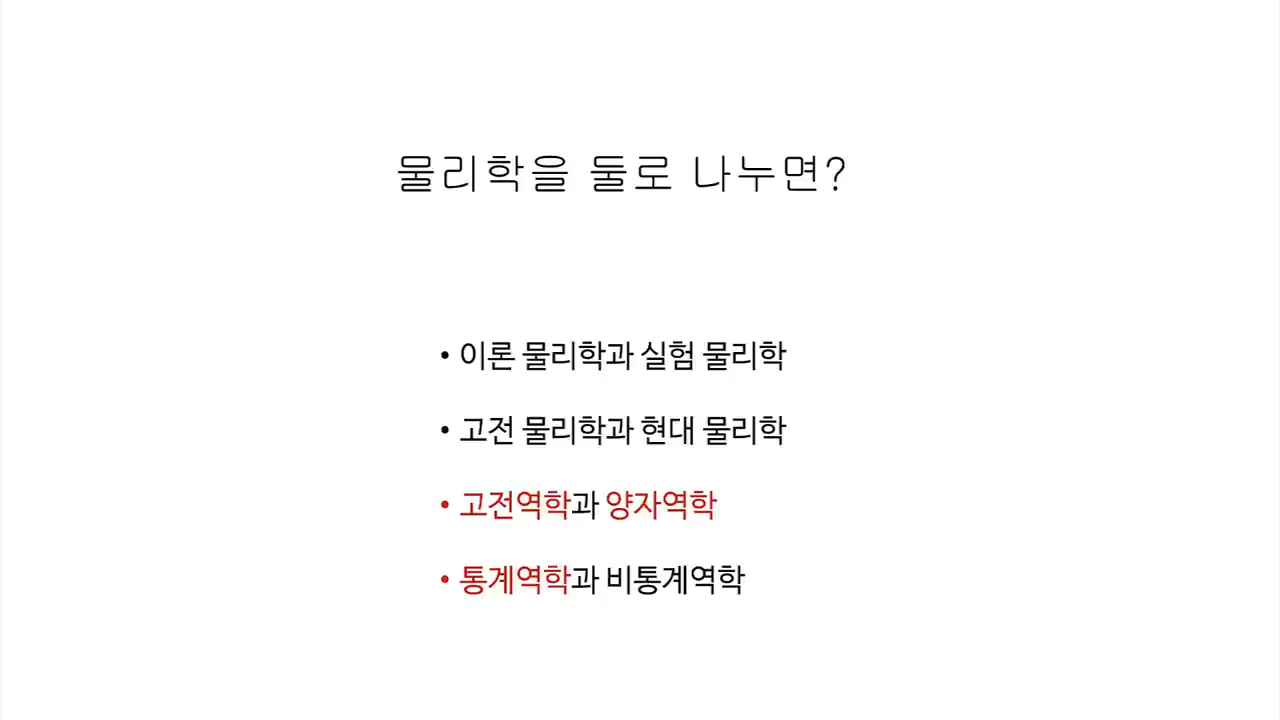 물리학을 둘로 나누면?
• 이론 물리학과 실험 물리학
• 고전 물리학과 현대 물리학
• 고전역학과 양자역학
• 통계역학과 비통계역학